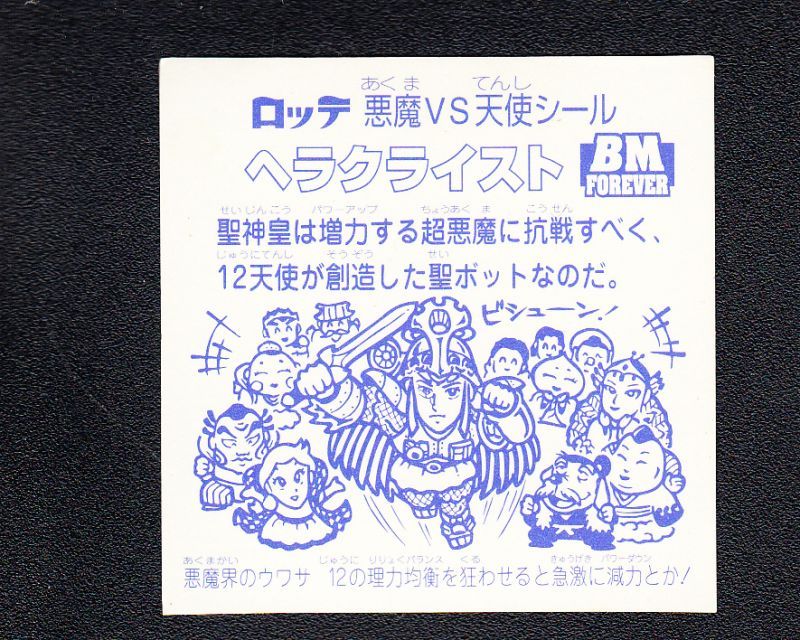 あくま てんし
ロッテ 悪魔VS天使シール
ヘラクライスト BM FOREVER
せいじんこう パワーアップ ちょうあくま こうせん
聖神皇は増力する超悪魔に抗戦すべく、
じゅうにてんし そうぞう せい
12天使が創造した聖ボットなのだ。
ビシューン!
あくまかい じゅうに りりょくバランス くる きゅうげき パワーダウン
悪魔界のウワサ 12の理力均衡を狂わせると急激に減力とか!